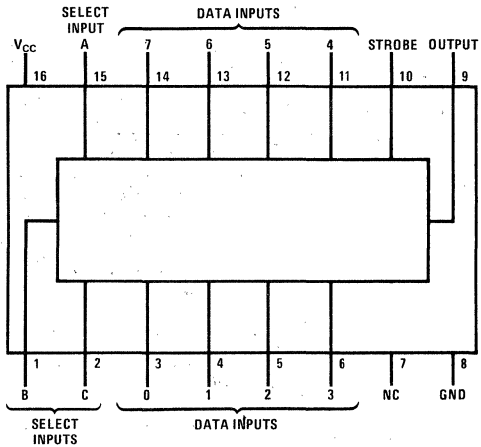 SELECT
INPUT
DATA INPUTS
VCC A 7 6 5 4 STROBE OUTPUT
16 15 14 13 12 11 10 9
1 2 3 4 5 6 7 8
B C 0 1 2 3 NC GND
SELECT
INPUTS
DATA INPUTS